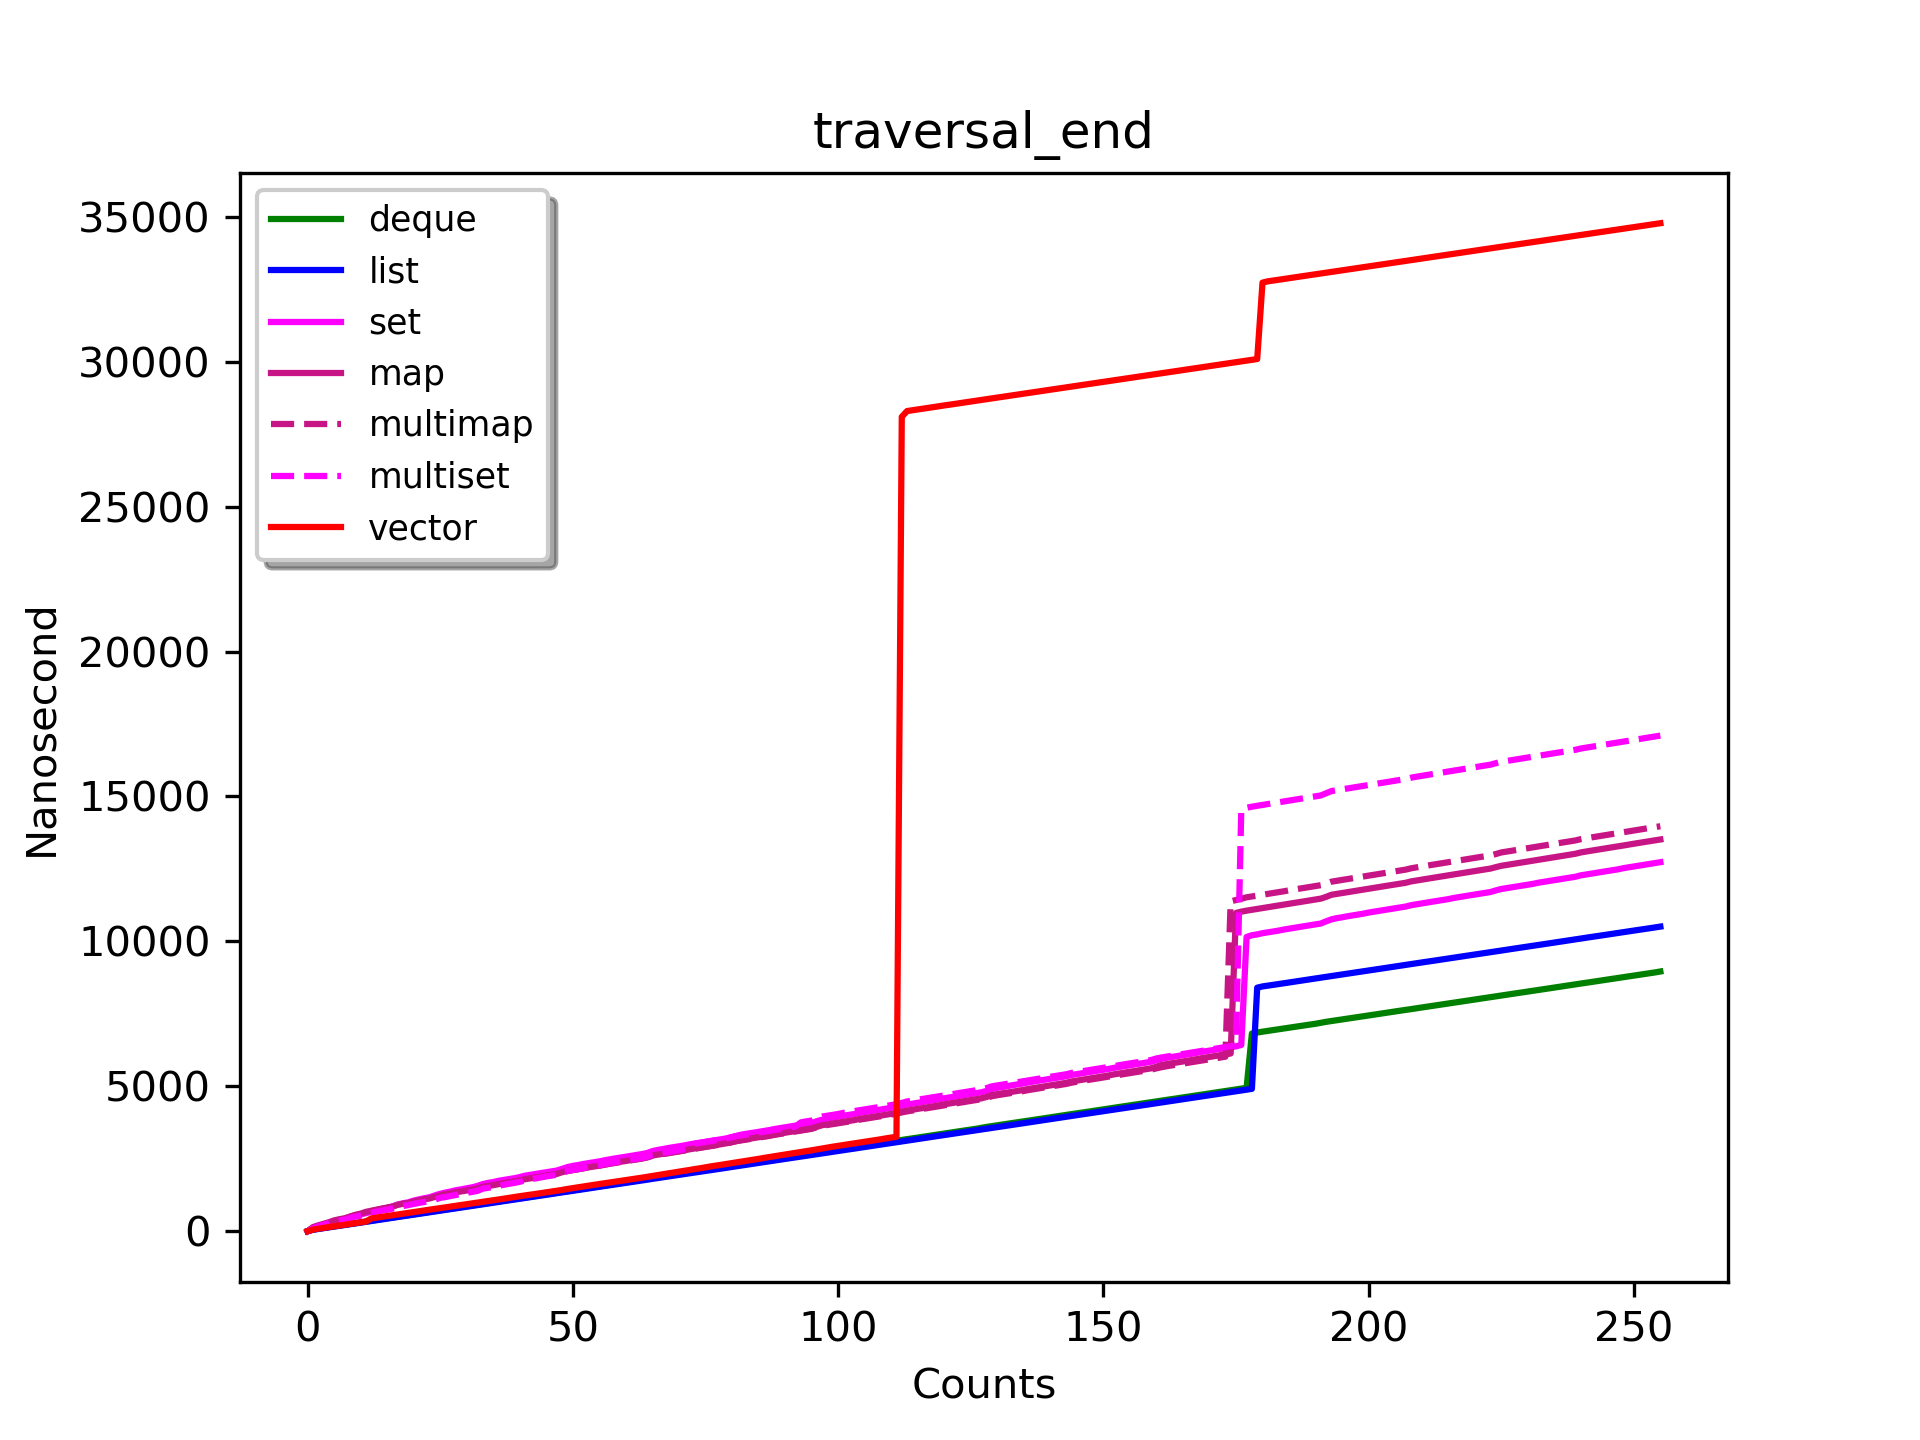 traversal_end
35000
30000
25000
20000
15000
10000
5000
0
Nanosecond
deque
list
set
map
multimap
multiset
vector
0 50 100 150 200 250
Counts